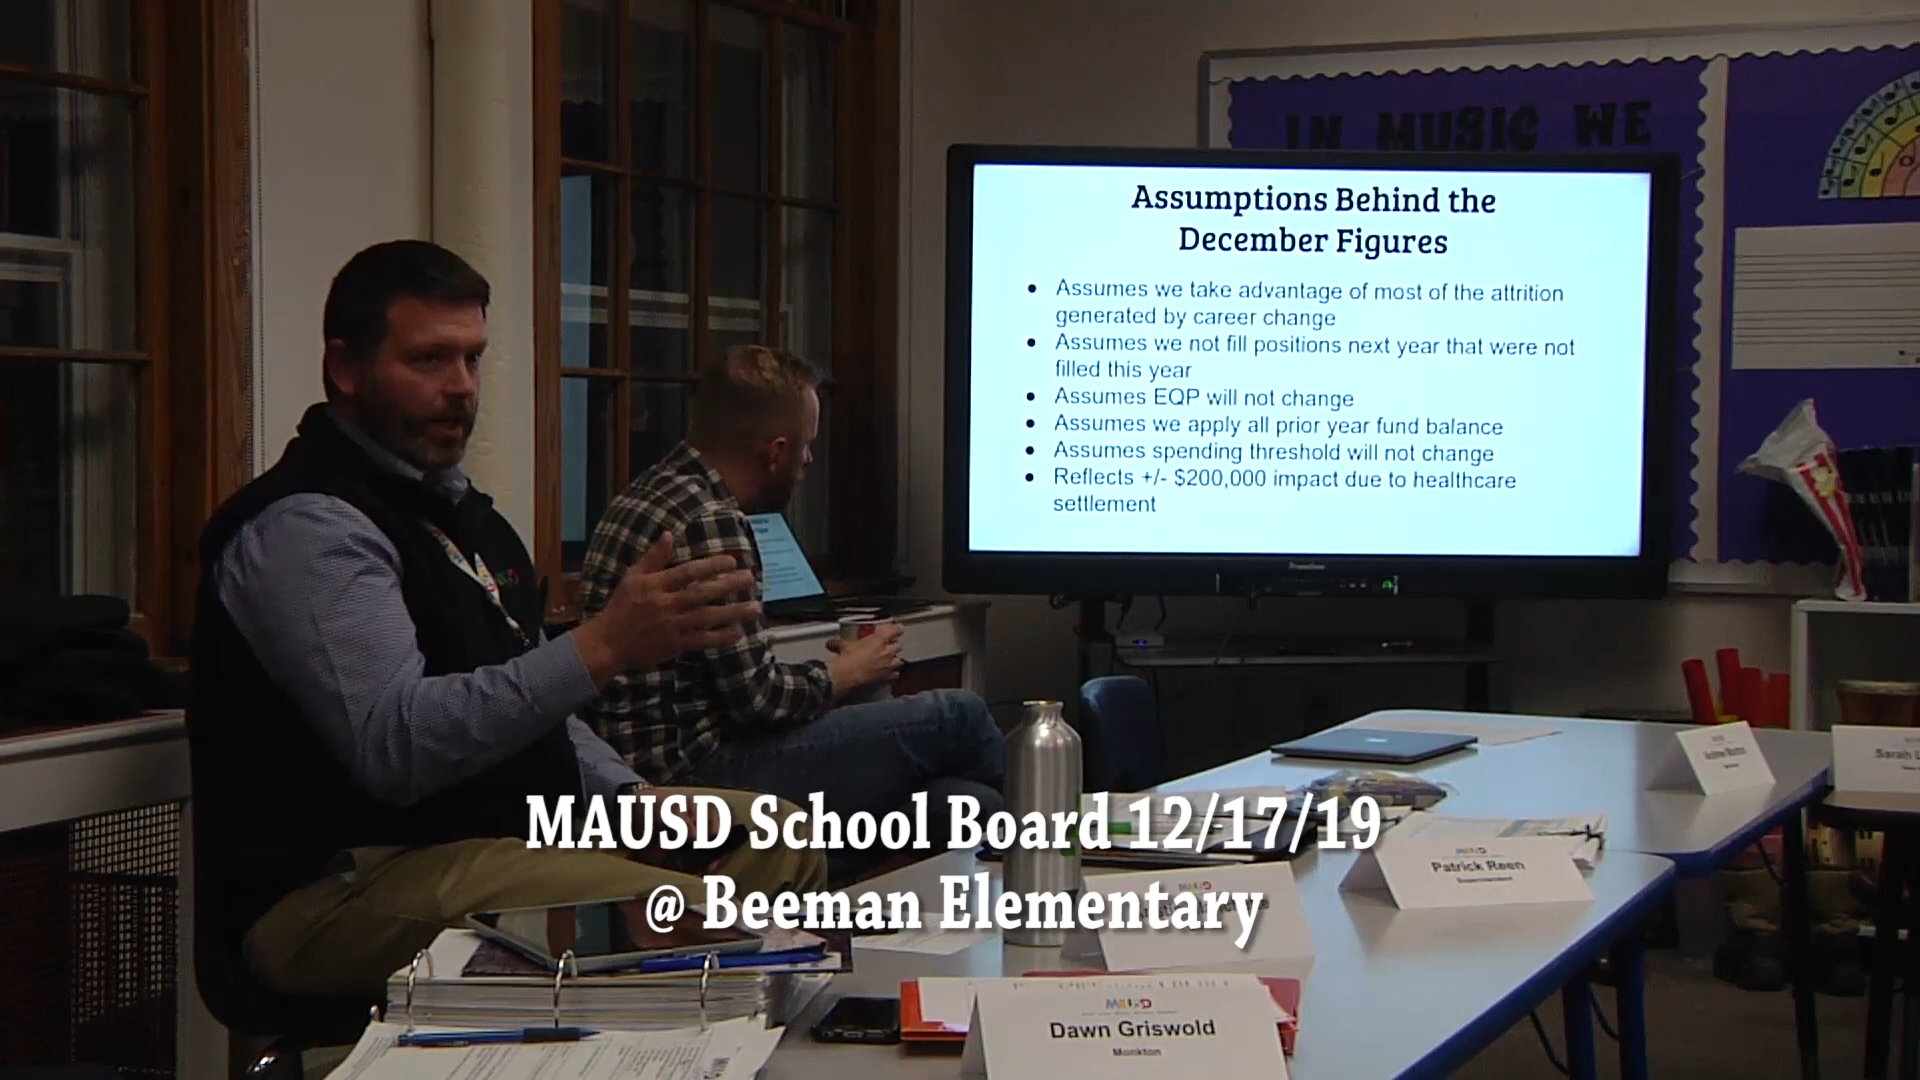 IN MUSIC WE
Assumptions Behind the
December Figures
• Assumes we take advantage of most of the attrition
generated by career change
• Assumes we not fill positions next year that were not
filled this year
• Assumes EQP will not change
• Assumes we apply all prior year fund balance
• Assumes spending threshold will not change
• Reflects +/- $200,000 impact due to healthcare
settlement
Sarah
MAUSD School Board 12/17/19
@ Beeman Elementary
Patrick Reen
Superintendent
MAUSD
Dawn Griswold
Monkton